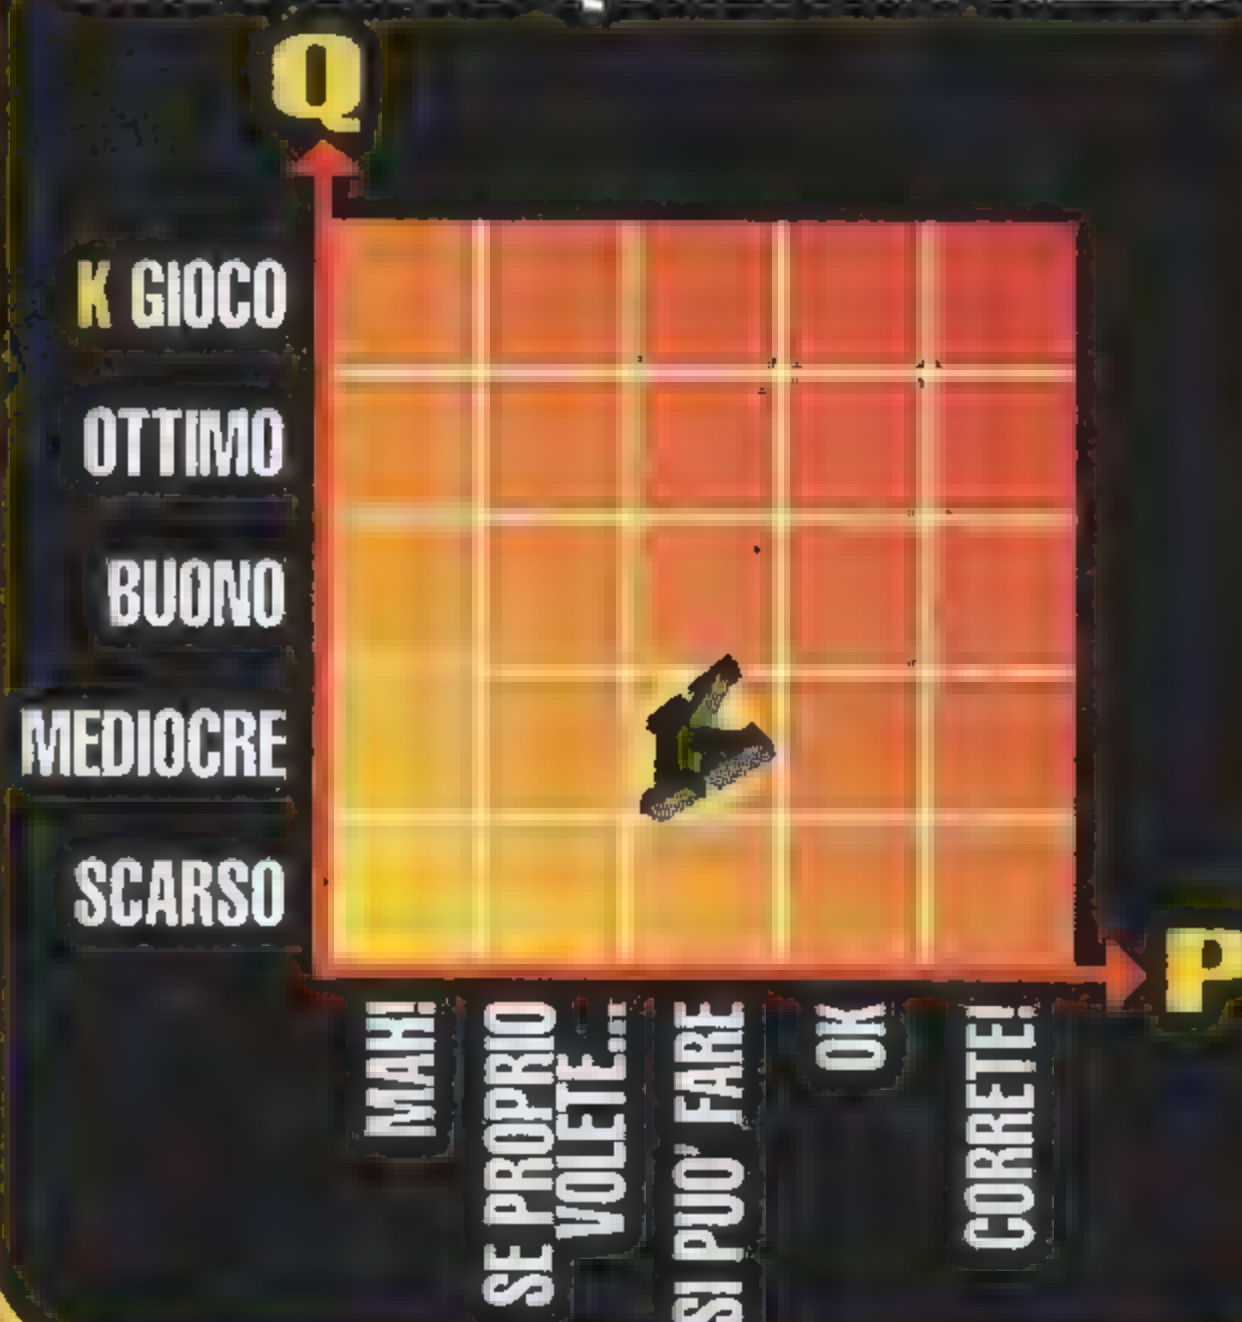 Q
K GIOCO
OTTIMO
BUONO
MEDIOCRE
SCARSO
P
MAH!
SE PROPRIO
VOLETE...
SI PUO' FARE
OK
CORRETE!